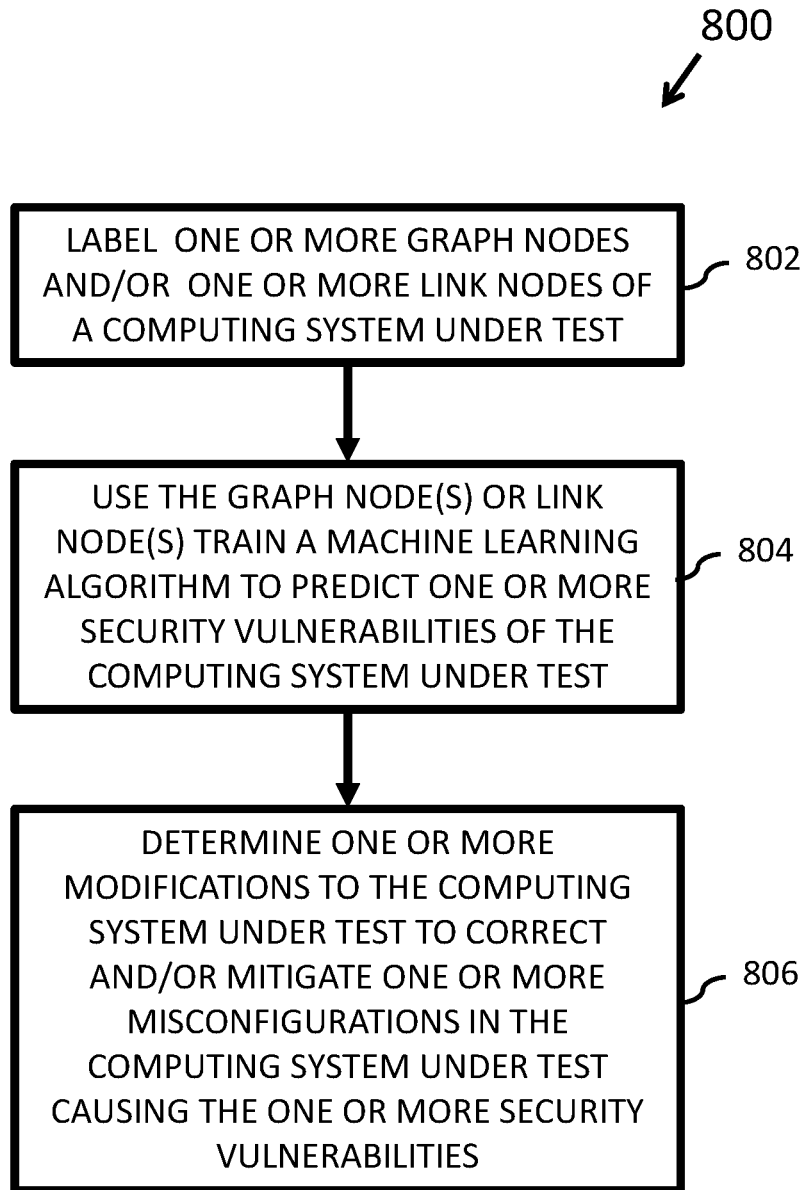 800
LABEL ONE OR MORE GRAPH NODES
AND/OR ONE OR MORE LINK NODES OF
A COMPUTING SYSTEM UNDER TEST
802
USE THE GRAPH NODE(S) OR LINK
NODE(S) TRAIN A MACHINE LEARNING
ALGORITHM TO PREDICT ONE OR MORE
SECURITY VULNERABILITIES OF THE
COMPUTING SYSTEM UNDER TEST
804
DETERMINE ONE OR MORE
MODIFICATIONS TO THE COMPUTING
SYSTEM UNDER TEST TO CORRECT
AND/OR MITIGATE ONE OR MORE
MISCONFIGURATIONS IN THE
COMPUTING SYSTEM UNDER TEST
CAUSING THE ONE OR MORE SECURITY
VULNERABILITIES
806